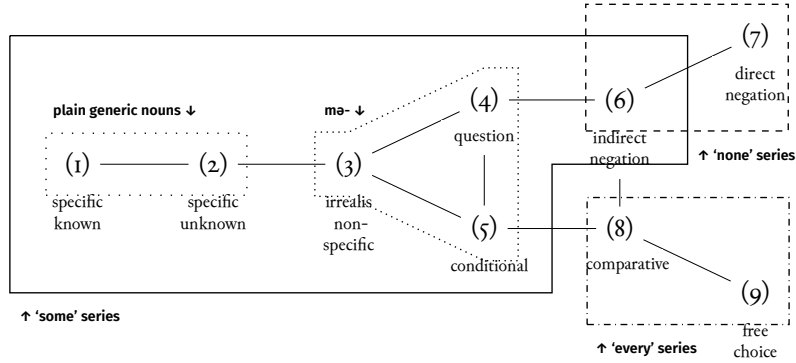 (7)
direct
negation
plain generic nouns ↓
mə- ↓
(4)
question
(6)
indirect
negation
↑ ‘none’ series
(1)
specific
known
(2)
specific
unknown
(3)
irrealis
non-
specific
(5)
conditional
(8)
comparative
(9)
free
choice
↑ ‘some’ series
↑ ‘every’ series